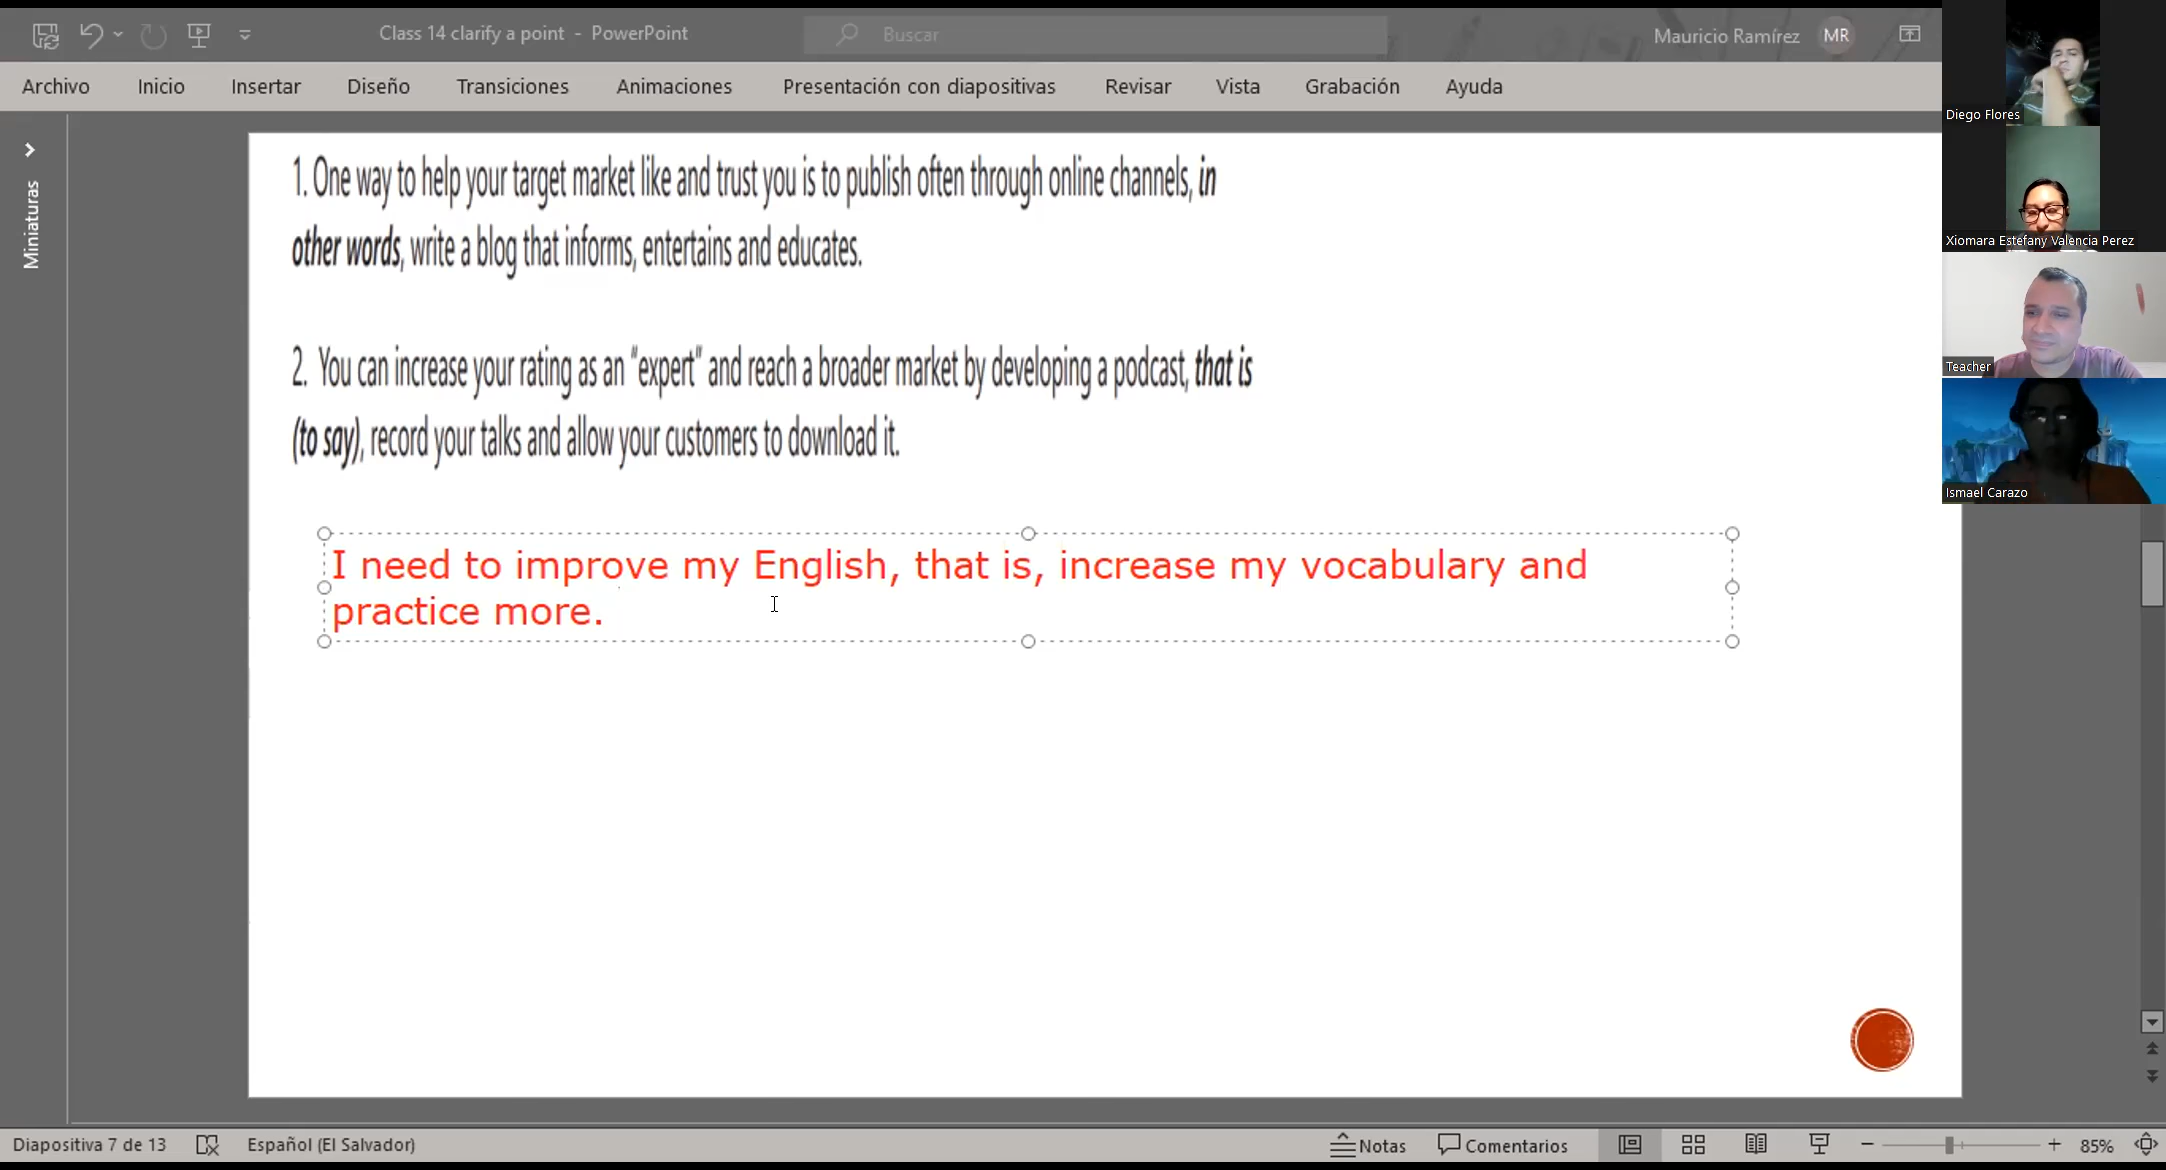 Class 14 clarify a point - PowerPoint
Buscar
Mauricio Ramírez MR
Archivo Inicio Insertar Diseño Transiciones Animaciones Presentación con diapositivas Revisar Vista Grabación Ayuda
Miniaturas
1. One way to help your target market like and trust you is to publish often through online channels, in
other words, write a blog that informs, entertains and educates.
2. You can increase your rating as an "expert" and reach a broader market by developing a podcast, that is
(to say), record your talks and allow your customers to download it.
I need to improve my English, that is, increase my vocabulary and
practice more.
Diego Flores
Xiomara Estefany Valencia Perez
Teacher
Ismael Carazo
Diapositiva 7 de 13 Español (El Salvador) Notas Comentarios 85%